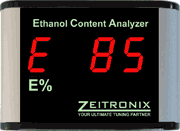 Ethanol Content Analyzer
E 85
E%
ZEITRONIX
YOUR ULTIMATE TUNING PARTNER